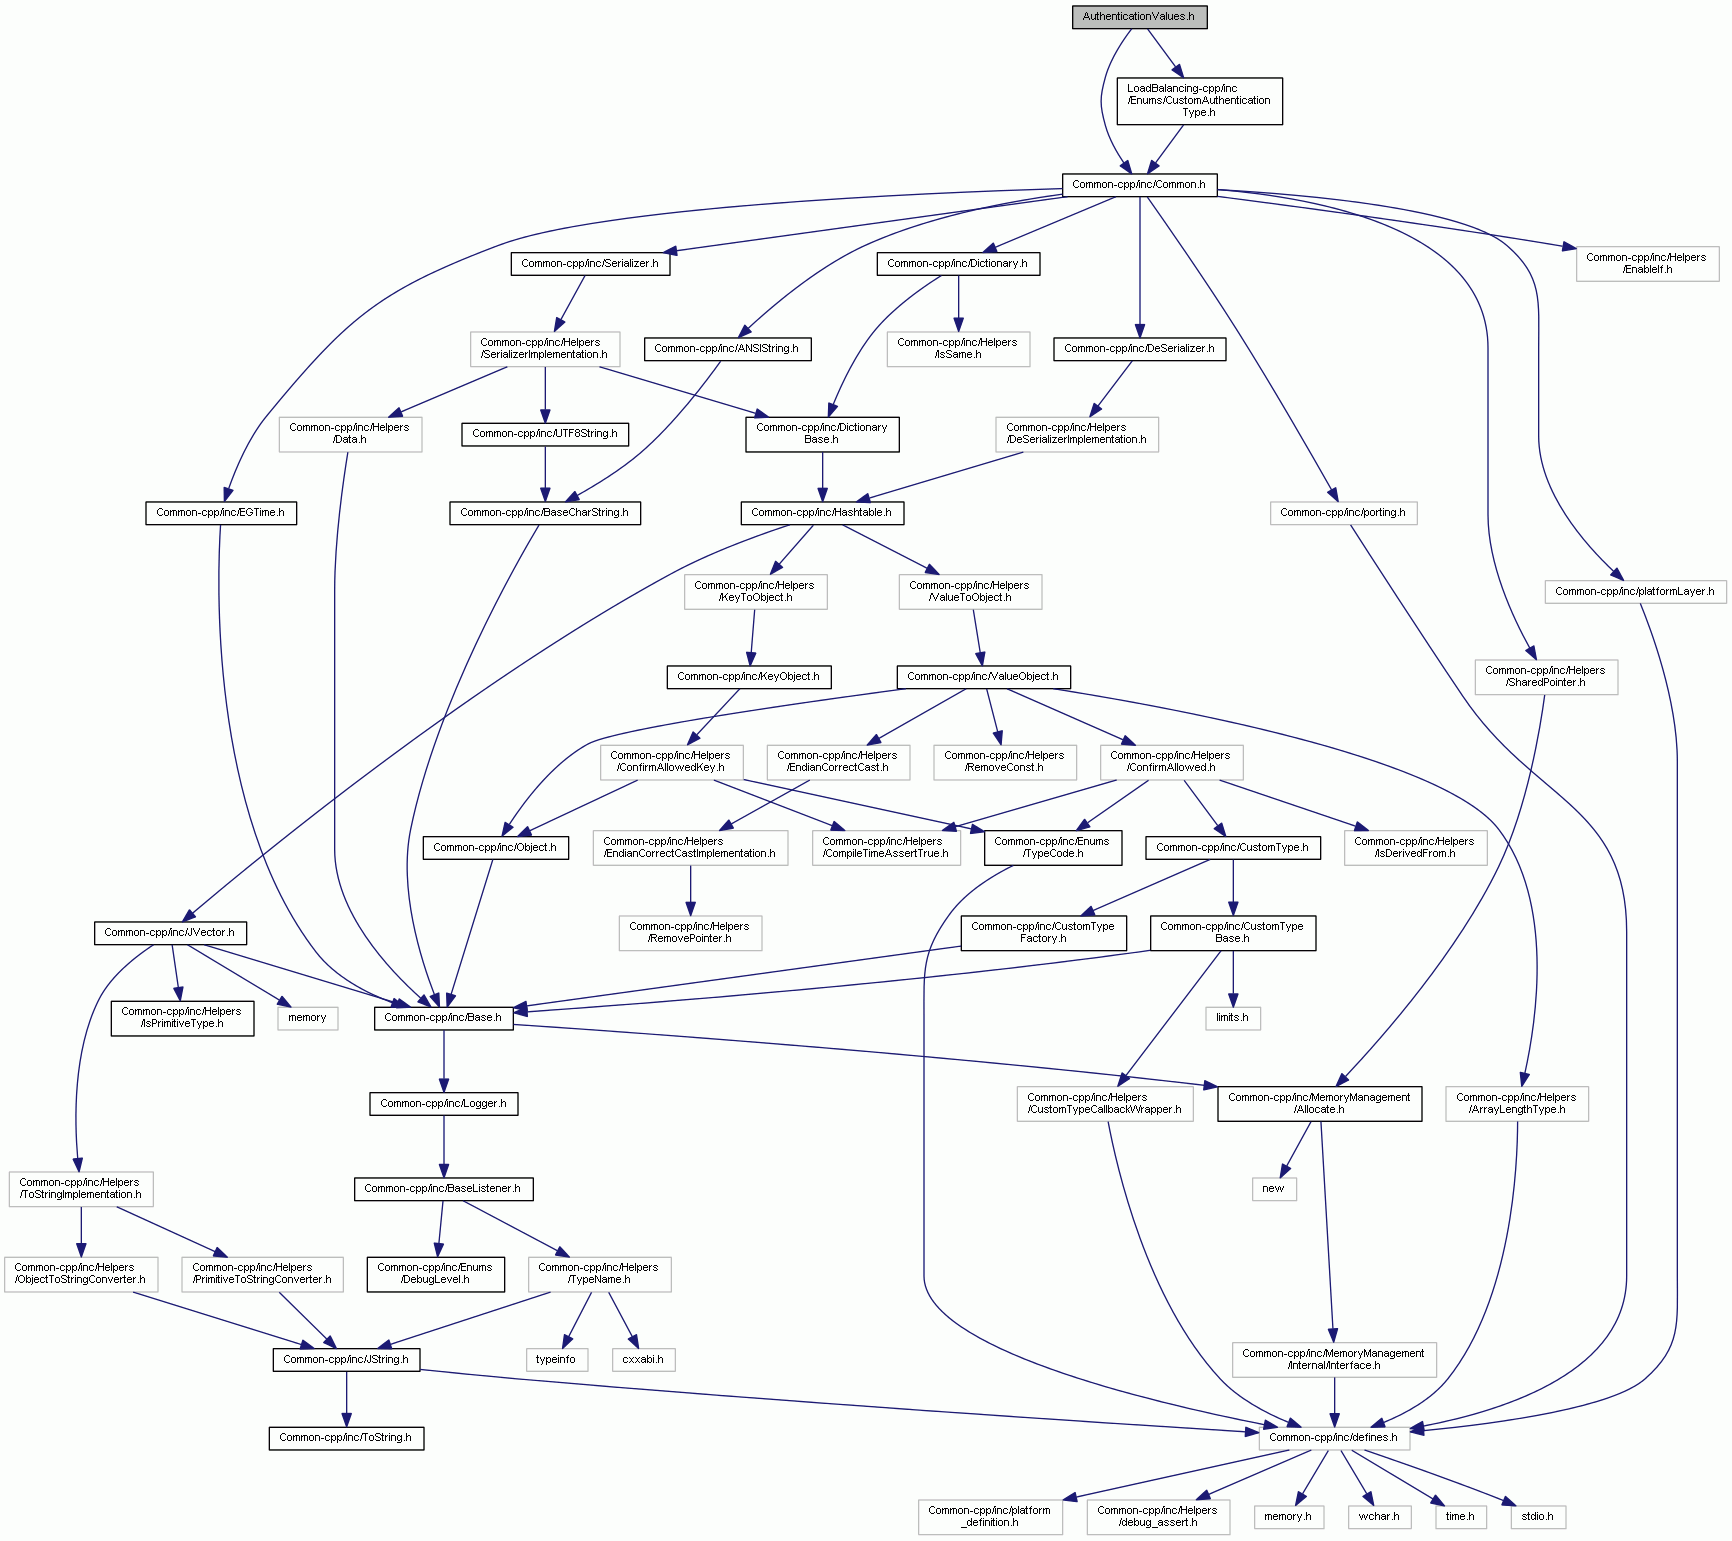 AuthenticationValues.h
LoadBalancing-cpp/inc
/Enums/CustomAuthentication
Type.h
Common-cpp/inc/Common.h
Common-cpp/inc/Serializer.h
Common-cpp/inc/Dictionary.h
Common-cpp/inc/Helpers
/EnableIf.h
Common-cpp/inc/Helpers
/SerializerImplementation.h
Common-cpp/inc/ANSIString.h
Common-cpp/inc/Helpers
/IsSame.h
Common-cpp/inc/DeSerializer.h
Common-cpp/inc/Helpers
/Data.h
Common-cpp/inc/UTF8String.h
Common-cpp/inc/Dictionary
Base.h
Common-cpp/inc/Helpers
/DeSerializerImplementation.h
Common-cpp/inc/EGTime.h
Common-cpp/inc/BaseCharString.h
Common-cpp/inc/Hashtable.h
Common-cpp/inc/porting.h
Common-cpp/inc/Helpers
/KeyToObject.h
Common-cpp/inc/Helpers
/ValueToObject.h
Common-cpp/inc/platformLayer.h
Common-cpp/inc/KeyObject.h
Common-cpp/inc/ValueObject.h
Common-cpp/inc/Helpers
/SharedPointer.h
Common-cpp/inc/Helpers
/ConfirmAllowedKey.h
Common-cpp/inc/Helpers
/EndianCorrectCast.h
Common-cpp/inc/Helpers
/RemoveConst.h
Common-cpp/inc/Helpers
/ConfirmAllowed.h
Common-cpp/inc/Object.h
Common-cpp/inc/Helpers
/EndianCorrectCastImplementation.h
Common-cpp/inc/Helpers
/CompileTimeAssertTrue.h
Common-cpp/inc/Enums
/TypeCode.h
Common-cpp/inc/CustomType.h
Common-cpp/inc/Helpers
/IsDerivedFrom.h
Common-cpp/inc/JVector.h
Common-cpp/inc/Helpers
/RemovePointer.h
Common-cpp/inc/CustomType
Factory.h
Common-cpp/inc/CustomType
Base.h
Common-cpp/inc/Helpers
/IsPrimitiveType.h
memory
Common-cpp/inc/Base.h
limits.h
Common-cpp/inc/Logger.h
Common-cpp/inc/Helpers
/CustomTypeCallbackWrapper.h
Common-cpp/inc/MemoryManagement
/Allocate.h
Common-cpp/inc/Helpers
/ArrayLengthType.h
Common-cpp/inc/Helpers
/ToStringImplementation.h
Common-cpp/inc/BaseListener.h
new
Common-cpp/inc/Helpers
/ObjectToStringConverter.h
Common-cpp/inc/Helpers
/PrimitiveToStringConverter.h
Common-cpp/inc/Enums
/DebugLevel.h
Common-cpp/inc/Helpers
/TypeName.h
Common-cpp/inc/JString.h
typeinfo
cxxabi.h
Common-cpp/inc/MemoryManagement
/Internal/Interface.h
Common-cpp/inc/ToString.h
Common-cpp/inc/defines.h
Common-cpp/inc/platform
_definition.h
Common-cpp/inc/Helpers
/debug_assert.h
memory.h
wchar.h
time.h
stdio.h